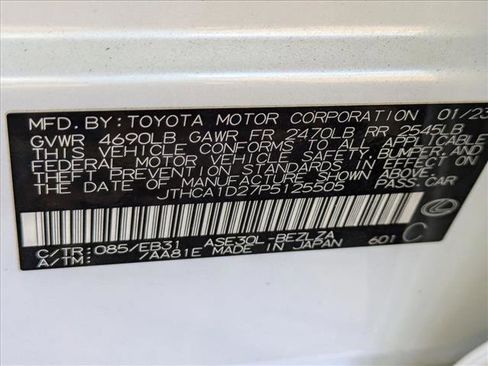 MFD. BY: TOYOTA MOTOR CORPORATION 01/23
GVWR 4690LB GAWR FR 2470LB RR 2545LB
THIS VEHICLE CONFORMS TO ALL APPLICABLE
FEDERAL MOTOR VEHICLE SAFETY, BUMPER, AND
THEFT PREVENTION STANDARDS IN EFFECT ON
THE DATE OF MANUFACTURE SHOWN ABOVE.
JTHCA1D27P5125505 PASS. CAR
C/TR: 085/EB31 ASE30L-BEZLZA
A/TM: 7AA81E MADE IN JAPAN 601 C